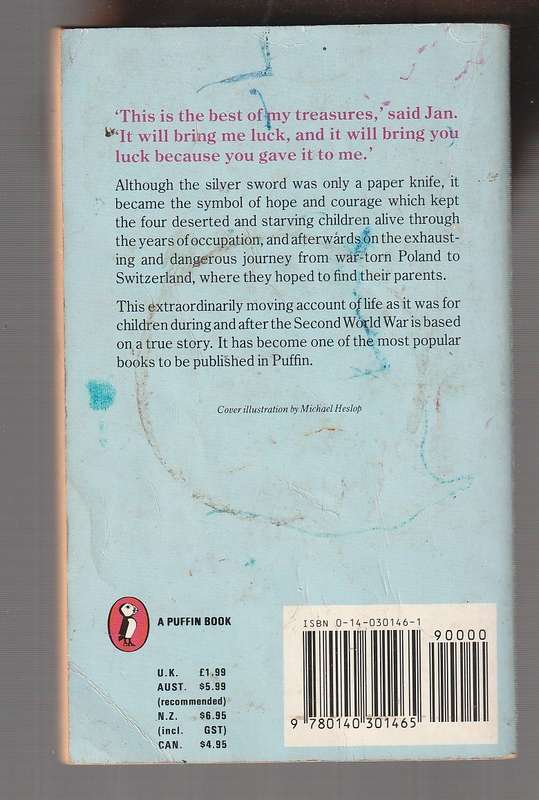 ‘This is the best of my treasures,’ said Jan.
‘It will bring me luck, and it will bring you
luck because you gave it to me.’
Although the silver sword was only a paper knife, it
became the symbol of hope and courage which kept
the four deserted and starving children alive through
the years of occupation, and afterwards on the exhaust-
ing and dangerous journey from war-torn Poland to
Switzerland, where they hoped to find their parents.
This extraordinarily moving account of life as it was for
children during and after the Second World War is based
on a true story. It has become one of the most popular
books to be published in Puffin.
Cover illustration by Michael Heslop
A PUFFIN BOOK
U.K. £1.99
AUST. $5.99
(recommended)
N.Z. $6.95
(incl. GST)
CAN. $4.95
ISBN 0-14-030146-1
90000
9 780140 301465